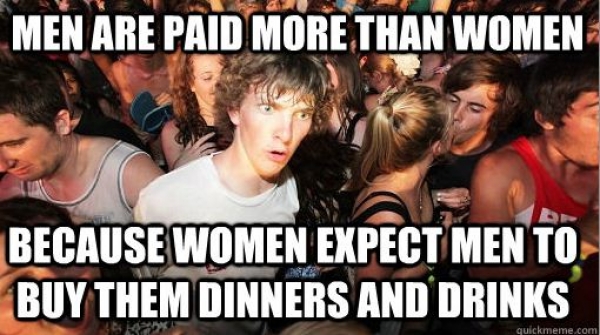 MEN ARE PAID MORE THAN WOMEN
BECAUSE WOMEN EXPECT MEN TO
BUY THEM DINNERS AND DRINKS
quickmeme.com